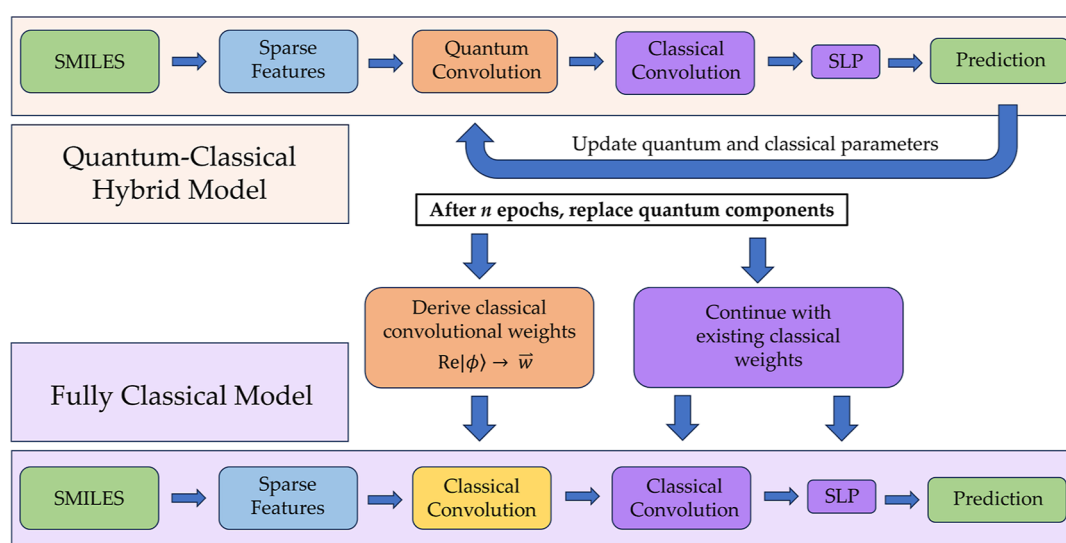 SMILES
Sparse
Features
Quantum
Convolution
Classical
Convolution
SLP
Prediction
Quantum-Classical
Hybrid Model
Update quantum and classical parameters
After n epochs, replace quantum components
Derive classical
convolutional weights
Re|ϕ⟩ → w⃗
Continue with
existing classical
weights
Fully Classical Model
SMILES
Sparse
Features
Classical
Convolution
Classical
Convolution
SLP
Prediction